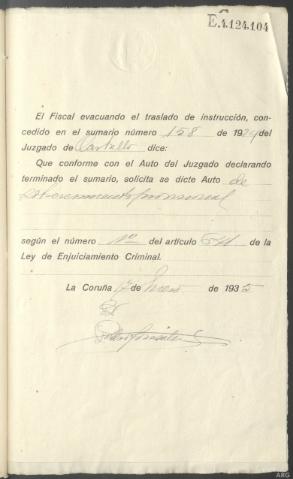 C
E.4.124.104
El Fiscal evacuando el traslado de instrucción, con-
cedido en el sumario número 158 de 1934 del
Juzgado de Carballo dice:
Que conforme con el Auto del Juzgado declarando
terminado el sumario, solicita se dicte Auto de
sobreseimiento provisional
según el número 1º del artículo 641 de la
Ley de Enjuiciamiento Criminal.
La Coruña de Enero de 1935
ARG